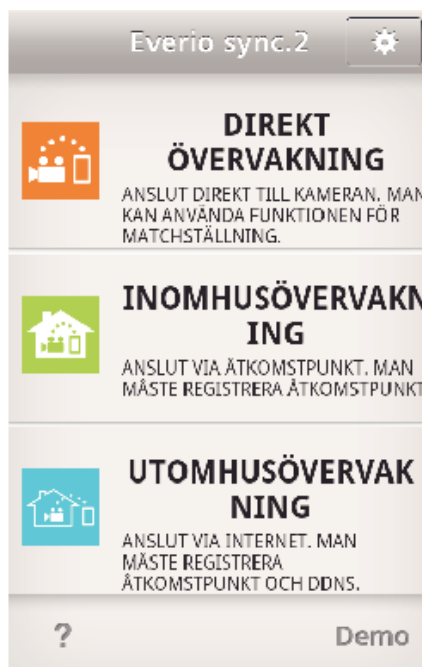 Everio sync.2
DIREKT
ÖVERVAKNING
ANSLUT DIREKT TILL KAMERAN. MAN
KAN ANVÄNDA FUNKTIONEN FÖR
MATCHSTÄLLNING.
INOMHUSÖVERVAKN
ING
ANSLUT VIA ÅTKOMSTPUNKT. MAN
MÅSTE REGISTRERA ÅTKOMSTPUNKT
UTOMHUSÖVERVAK
NING
ANSLUT VIA INTERNET. MAN
MÅSTE REGISTRERA
ÅTKOMSTPUNKT OCH DDNS.
? Demo